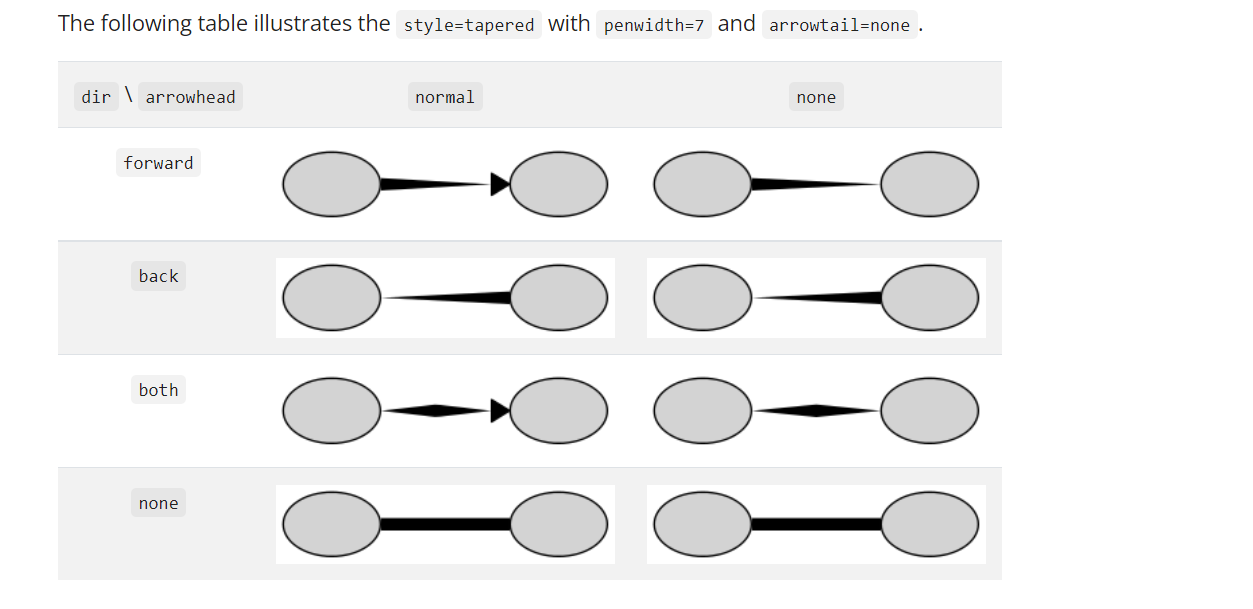 The following table illustrates the style=tapered with penwidth=7 and arrowtail=none.
dir \ arrowhead normal none
forward
back
both
none